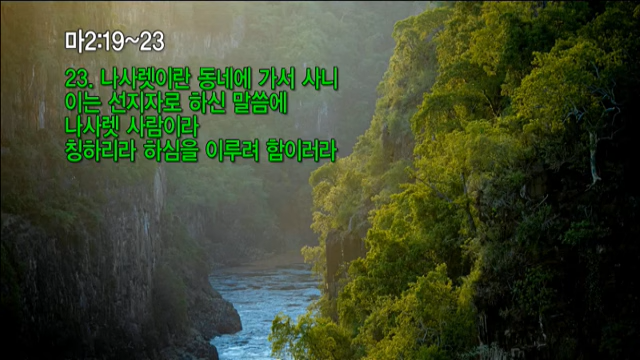 마2:19~23
23. 나사렛이란 동네에 가서 사니
이는 선지자로 하신 말씀에
나사렛 사람이라
칭하리라 하심을 이루려 함이러라